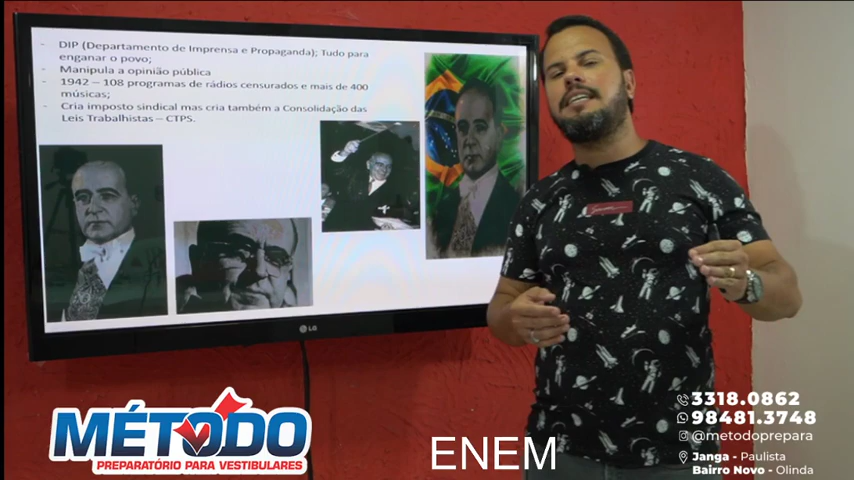 - DIP (Departamento de Imprensa e Propaganda); Tudo para
enganar o povo;
- Manipula a opinião pública
- 1942 – 108 programas de rádios censurados e mais de 400
músicas;
- Cria imposto sindical mas cria também a Consolidação das
Leis Trabalhistas – CTPS.
LG
MÉTODO
PREPARATÓRIO PARA VESTIBULARES
ENEM
3318.0862
98481.3748
@metodoprepara
Janga - Paulista
Bairro Novo - Olinda